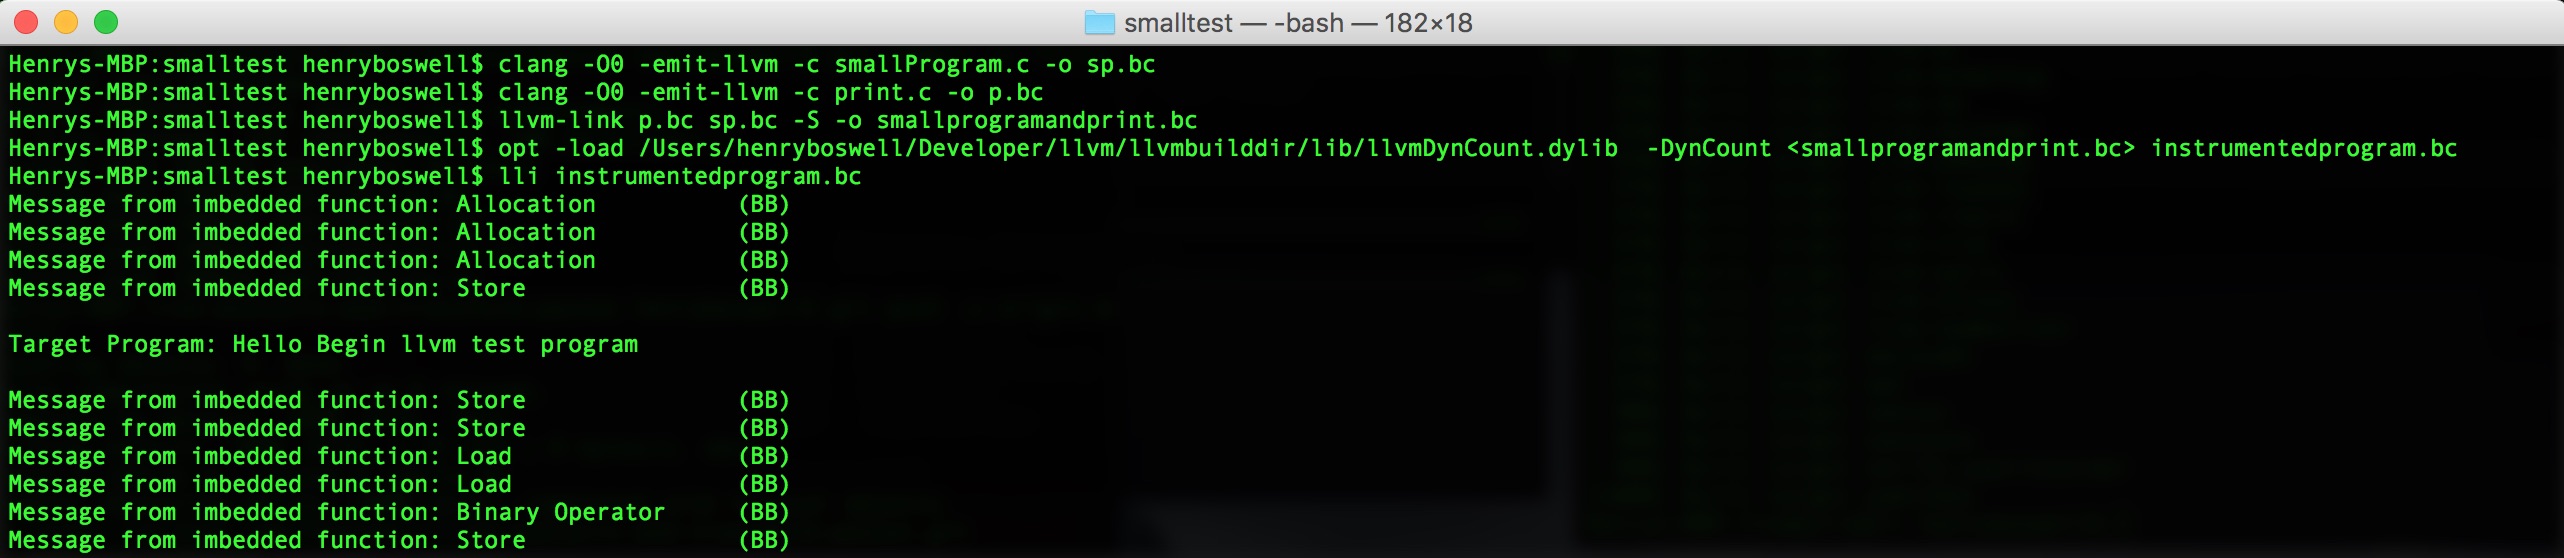 smalltest — -bash — 182×18
Henrys-MBP:smalltest henryboswell$ clang -O0 -emit-llvm -c smallProgram.c -o sp.bc
Henrys-MBP:smalltest henryboswell$ clang -O0 -emit-llvm -c print.c -o p.bc
Henrys-MBP:smalltest henryboswell$ llvm-link p.bc sp.bc -S -o smallprogramandprint.bc
Henrys-MBP:smalltest henryboswell$ opt -load /Users/henryboswell/Developer/llvm/llvmbuilddir/lib/llvmDynCount.dylib  -DynCount <smallprogramandprint.bc> instrumentedprogram.bc
Henrys-MBP:smalltest henryboswell$ lli instrumentedprogram.bc
Message from imbedded function: Allocation          (BB)
Message from imbedded function: Allocation          (BB)
Message from imbedded function: Allocation          (BB)
Message from imbedded function: Store               (BB)
Target Program: Hello Begin llvm test program
Message from imbedded function: Store               (BB)
Message from imbedded function: Store               (BB)
Message from imbedded function: Load                (BB)
Message from imbedded function: Load                (BB)
Message from imbedded function: Binary Operator     (BB)
Message from imbedded function: Store               (BB)